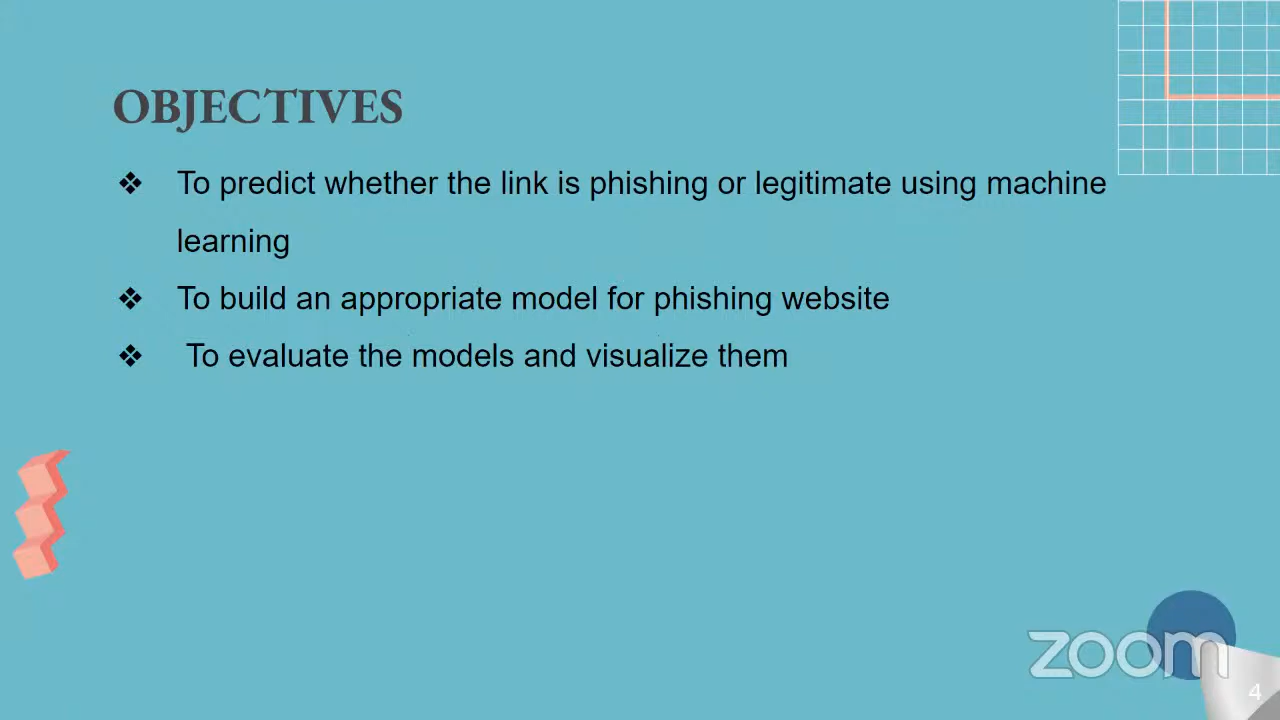 OBJECTIVES
❖ To predict whether the link is phishing or legitimate using machine
learning
❖ To build an appropriate model for phishing website
❖ To evaluate the models and visualize them
zoom
4